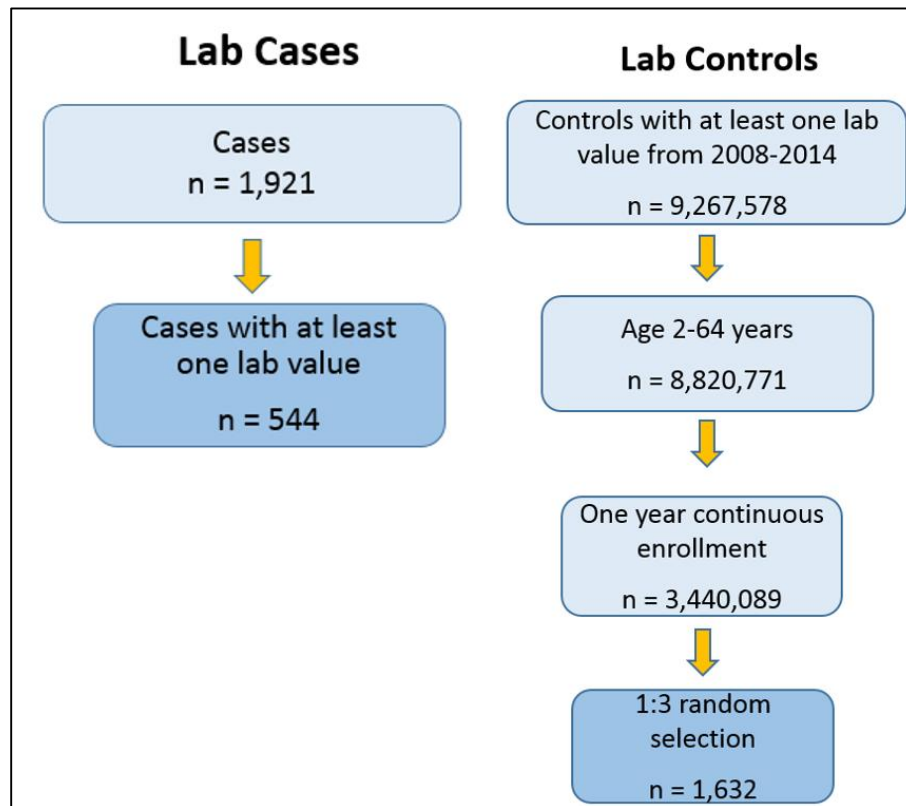 Lab Cases
Cases
n = 1,921
Cases with at least
one lab value
n = 544
Lab Controls
Controls with at least one lab
value from 2008-2014
n = 9,267,578
Age 2-64 years
n = 8,820,771
One year continuous
enrollment
n = 3,440,089
1:3 random
selection
n = 1,632